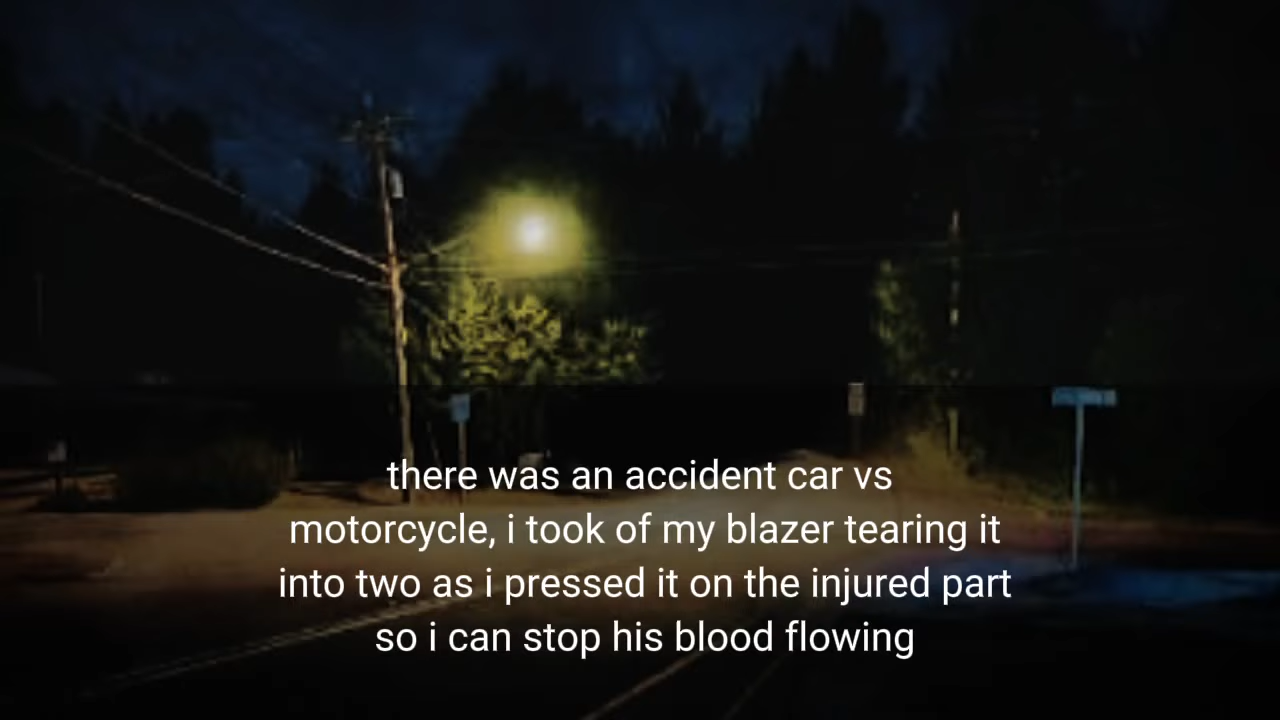 there was an accident car vs
motorcycle, i took of my blazer tearing it
into two as i pressed it on the injured part
so i can stop his blood flowing